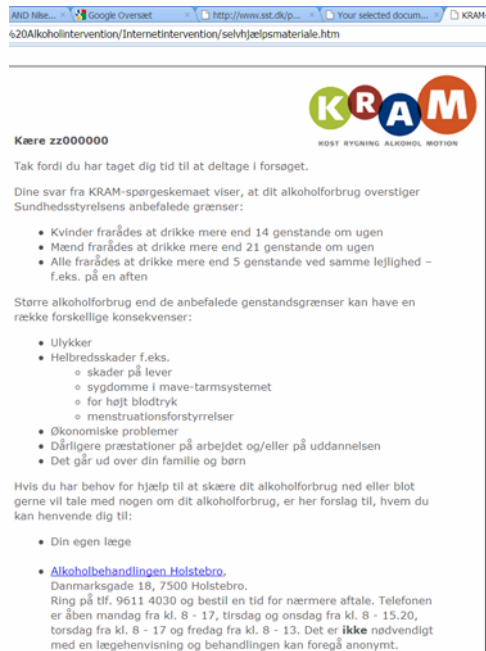 AND Nilse...
Google Oversæt
http://www.sst.dk/p...
Your selected docum...
KRAM-
%20Alkoholintervention/Internetintervention/selvhjælpsmateriale.htm
KRAM
KOST RYGNING ALKOHOL MOTION
Kære zz000000
Tak fordi du har taget dig tid til at deltage i forsøget.
Dine svar fra KRAM-spørgeskemaet viser, at dit alkoholforbrug overstiger
Sundhedsstyrelsens anbefalede grænser:
• Kvinder frarådes at drikke mere end 14 genstande om ugen
• Mænd frarådes at drikke mere end 21 genstande om ugen
• Alle frarådes at drikke mere end 5 genstande ved samme lejlighed –
f.eks. på en aften
Større alkoholforbrug end de anbefalede genstandsgrænser kan have en
række forskellige konsekvenser:
• Ulykker
• Helbredsskader f.eks.
◦ skader på lever
◦ sygdomme i mave-tarmsystemet
◦ for højt blodtryk
◦ menstruationsforstyrrelser
• Økonomiske problemer
• Dårligere præstationer på arbejdet og/eller på uddannelsen
• Det går ud over din familie og børn
Hvis du har behov for hjælp til at skære dit alkoholforbrug ned eller blot
gerne vil tale med nogen om dit alkoholforbrug, er her forslag til, hvem du
kan henvende dig til:
• Din egen læge
• Alkoholbehandlingen Holstebro,
Danmarksgade 18, 7500 Holstebro.
Ring på tlf. 9611 4030 og bestil en tid for nærmere aftale. Telefonen
er åben mandag fra kl. 8 - 17, tirsdag og onsdag fra kl. 8 - 15.20,
torsdag fra kl. 8 - 17 og fredag fra kl. 8 - 13. Det er ikke nødvendigt
med en lægehenvisning og behandlingen kan foregå anonymt.